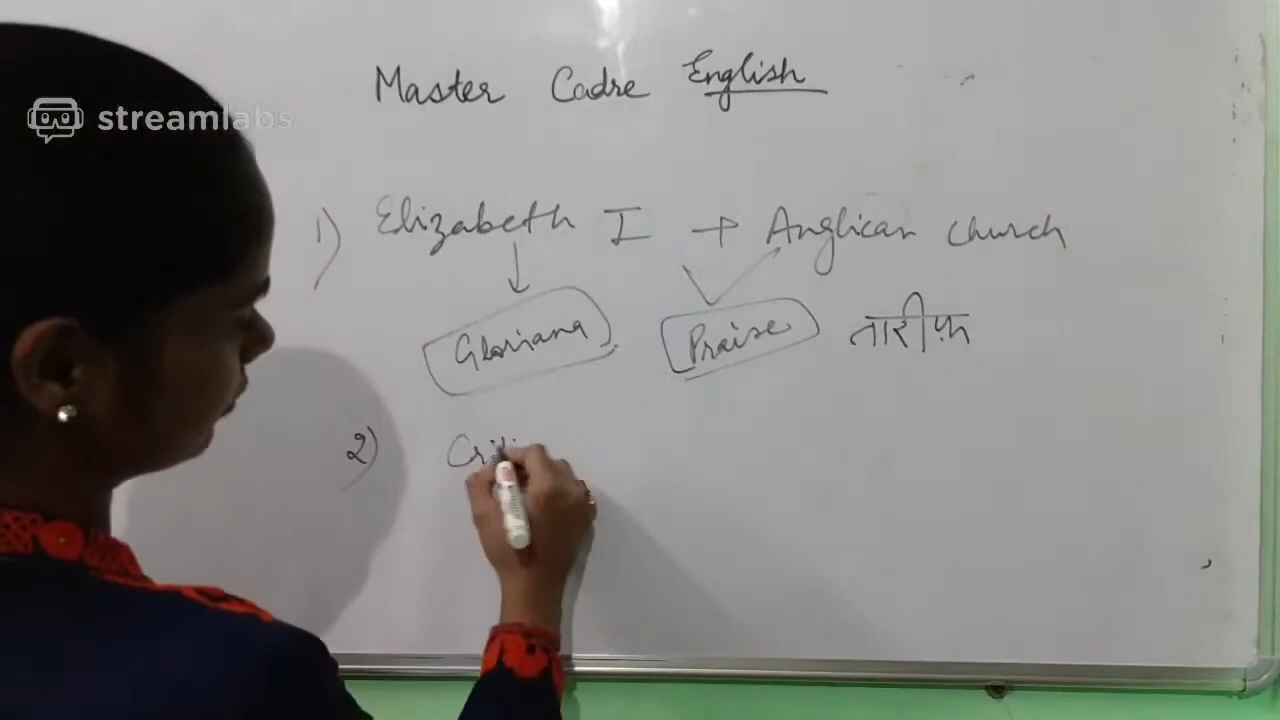 Master Cadre English
streamlabs
1) Elizabeth I → Anglican church
Gloriana Praise तारीफ़
2) Criti